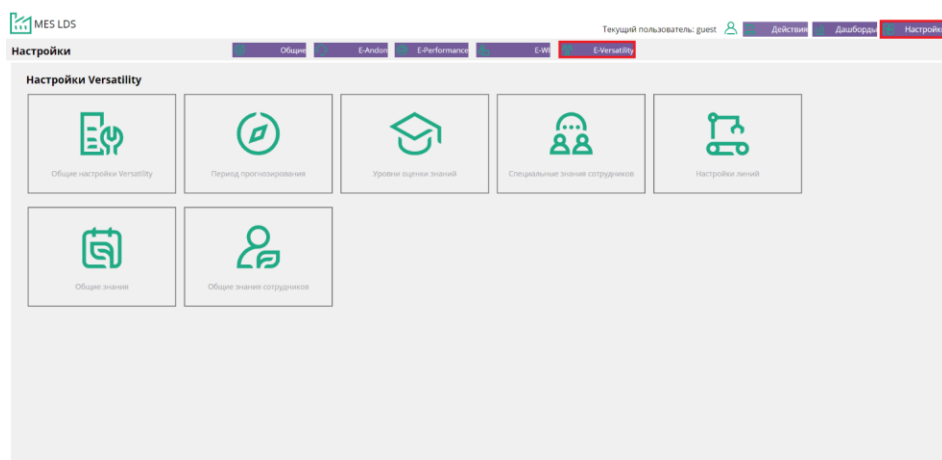 MES LDS
Текущий пользователь: guest Действия Дашборды Настройки
Настройки Общие E-Andon E-Performance E-WI E-Versatility
Настройки Versatility
Общие настройки Versatility Период прогнозирования Уровни оценки знаний Специальные знания сотрудников Настройки линий
Общие знания Общие знания сотрудников